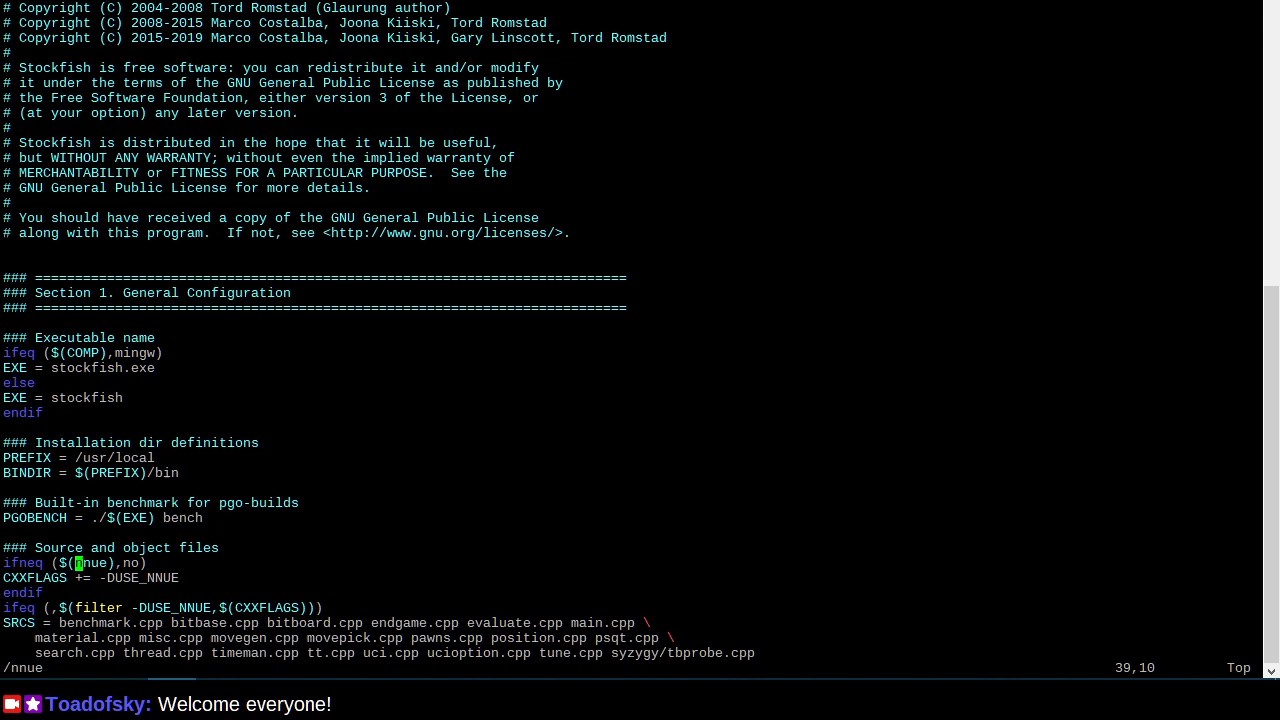 # Copyright (C) 2004-2008 Tord Romstad (Glaurung author)
# Copyright (C) 2008-2015 Marco Costalba, Joona Kiiski, Tord Romstad
# Copyright (C) 2015-2019 Marco Costalba, Joona Kiiski, Gary Linscott, Tord Romstad
#
# Stockfish is free software: you can redistribute it and/or modify
# it under the terms of the GNU General Public License as published by
# the Free Software Foundation, either version 3 of the License, or
# (at your option) any later version.
#
# Stockfish is distributed in the hope that it will be useful,
# but WITHOUT ANY WARRANTY; without even the implied warranty of
# MERCHANTABILITY or FITNESS FOR A PARTICULAR PURPOSE.  See the
# GNU General Public License for more details.
#
# You should have received a copy of the GNU General Public License
# along with this program.  If not, see <http://www.gnu.org/licenses/>.


### ==========================================================================
### Section 1. General Configuration
### ==========================================================================

### Executable name
ifeq ($(COMP),mingw)
EXE = stockfish.exe
else
EXE = stockfish
endif

### Installation dir definitions
PREFIX = /usr/local
BINDIR = $(PREFIX)/bin

### Built-in benchmark for pgo-builds
PGOBENCH = ./$(EXE) bench

### Source and object files
ifneq ($(nnue),no)
CXXFLAGS += -DUSE_NNUE
endif
ifeq (,$(filter -DUSE_NNUE,$(CXXFLAGS)))
SRCS = benchmark.cpp bitbase.cpp bitboard.cpp endgame.cpp evaluate.cpp main.cpp \
    material.cpp misc.cpp movegen.cpp movepick.cpp pawns.cpp position.cpp psqt.cpp \
    search.cpp thread.cpp timeman.cpp tt.cpp uci.cpp ucioption.cpp tune.cpp syzygy/tbprobe.cpp
/nnue 39,10 Top
Toadofsky: Welcome everyone!